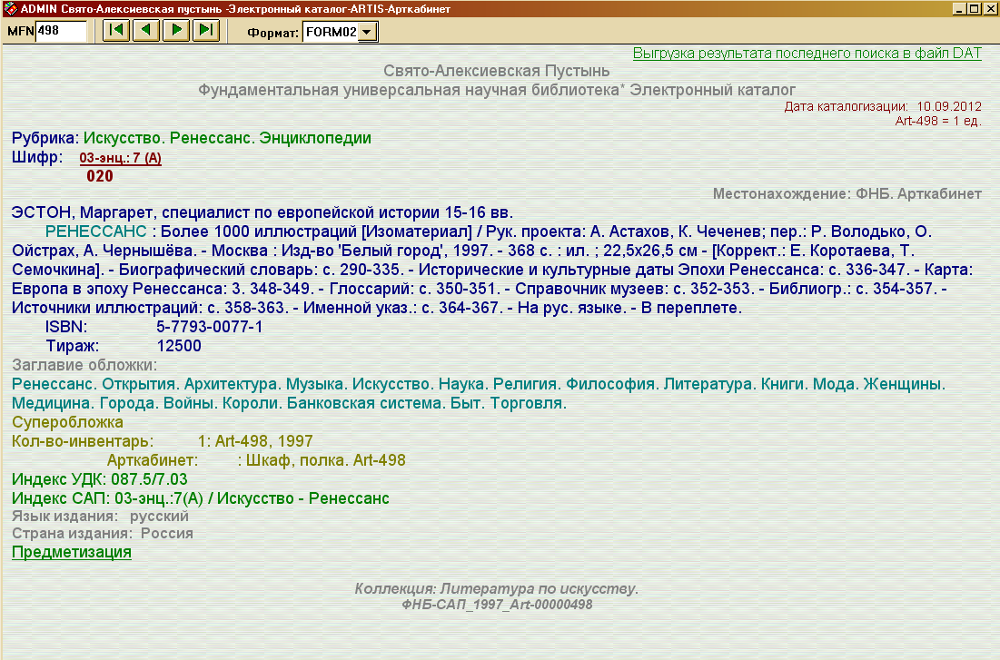 ADMIN Свято-Алексиевская пустынь -Электронный каталог-ARTIS-Арткабинет
MFN 498 Формат: FORM02
Выгрузка результата последнего поиска в файл DAT
Свято-Алексиевская Пустынь
Фундаментальная универсальная научная библиотека* Электронный каталог
Дата каталогизации: 10.09.2012
Art-498 = 1 ед.
Рубрика: Искусство. Ренессанс. Энциклопедии
Шифр: 03-энц.: 7 (А)
020
Местонахождение: ФНБ. Арткабинет
ЭСТОН, Маргарет, специалист по европейской истории 15-16 вв.
РЕНЕССАНС : Более 1000 иллюстраций [Изоматериал] / Рук. проекта: А. Астахов, К. Чеченев; пер.: Р. Володько, О.
Ойстрах, А. Чернышёва. - Москва : Изд-во 'Белый город', 1997. - 368 с. : ил. ; 22,5х26,5 см - [Коррект.: Е. Коротаева, Т.
Семочкина]. - Биографический словарь: с. 290-335. - Исторические и культурные даты Эпохи Ренессанса: с. 336-347. - Карта:
Европа в эпоху Ренессанса: 3. 348-349. - Глоссарий: с. 350-351. - Справочник музеев: с. 352-353. - Библиогр.: с. 354-357. -
Источники иллюстраций: с. 358-363. - Именной указ.: с. 364-367. - На рус. языке. - В переплете.
ISBN: 5-7793-0077-1
Тираж: 12500
Заглавие обложки:
Ренессанс. Открытия. Архитектура. Музыка. Искусство. Наука. Религия. Философия. Литература. Книги. Мода. Женщины.
Медицина. Города. Войны. Короли. Банковская система. Быт. Торговля.
Суперобложка
Кол-во-инвентарь: 1: Art-498, 1997
Арткабинет: : Шкаф, полка. Art-498
Индекс УДК: 087.5/7.03
Индекс САП: 03-энц.:7(А) / Искусство - Ренессанс
Язык издания: русский
Страна издания: Россия
Предметизация
Коллекция: Литература по искусству.
ФНБ-САП_1997_Art-00000498